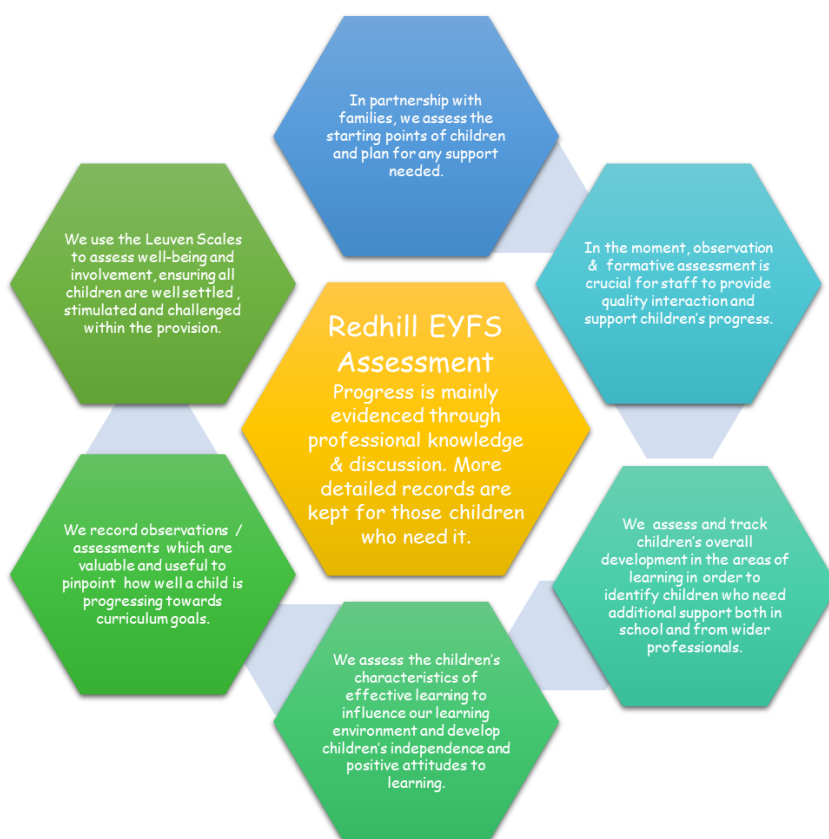 In partnership with
families, we assess the
starting points of children
and plan for any support
needed.
In the moment, observation
& formative assessment is
crucial for staff to provide
quality interaction and
support children's progress.
We assess and track
children's overall
development in the areas of
learning in order to
identify children who need
additional support both in
school and from wider
professionals.
We assess the children's
characteristics of
effective learning to
influence our learning
environment and develop
children's independence and
positive attitudes to
learning.
We record observations /
assessments which are
valuable and useful to
pinpoint how well a child is
progressing towards
curriculum goals.
We use the Leuven Scales
to assess well-being and
involvement, ensuring all
children are well settled ,
stimulated and challenged
within the provision.
Redhill EYFS
Assessment
Progress is mainly
evidenced through
professional knowledge
& discussion. More
detailed records are
kept for those children
who need it.